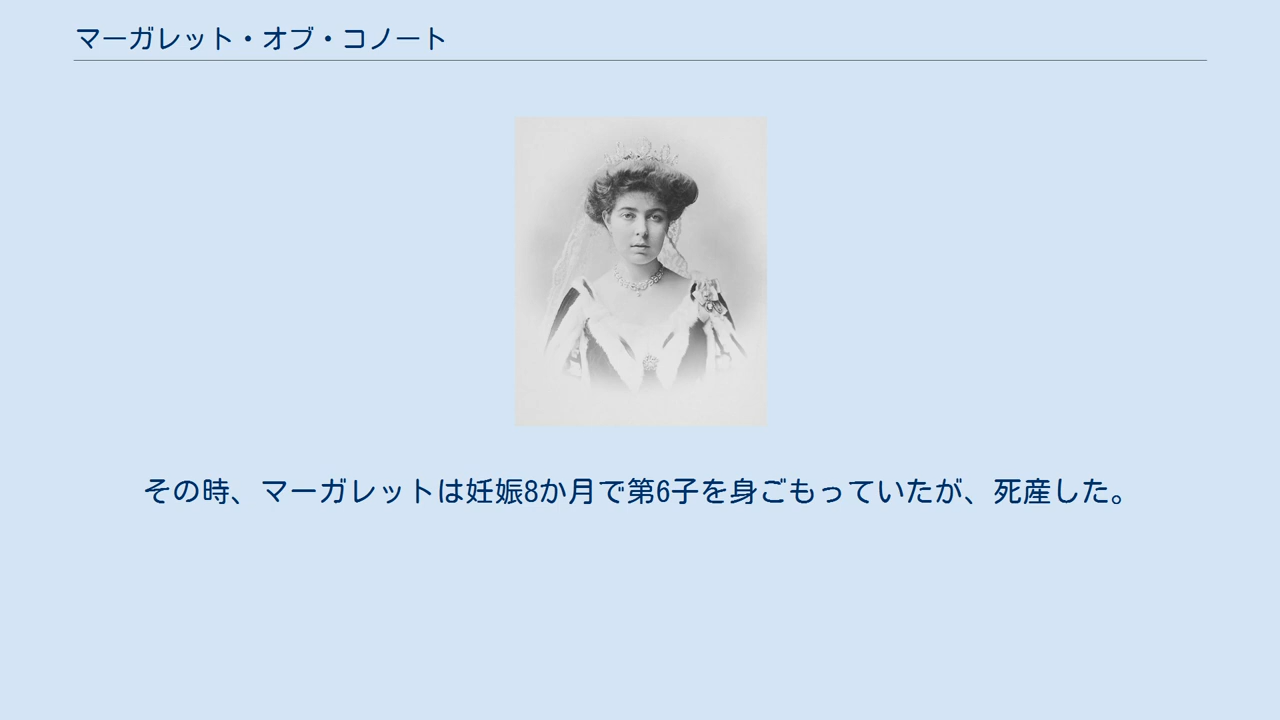 マーガレット・オブ・コノート
その時、マーガレットは妊娠8か月で第6子を身ごもっていたが、死産した。